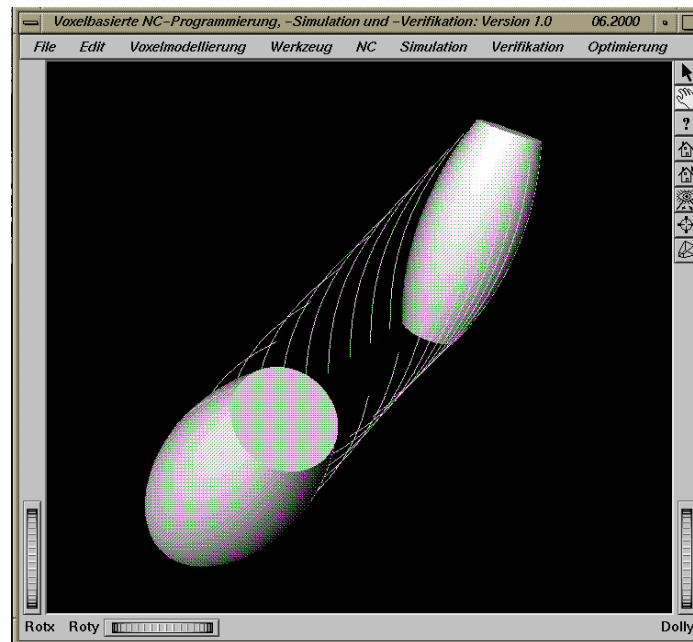 Voxelbasierte NC-Programmierung, -Simulation und -Verifikation: Version 1.0 06.2000
File Edit Voxelmodellierung Werkzeug NC Simulation Verifikation Optimierung
?
Rotx Roty Dolly